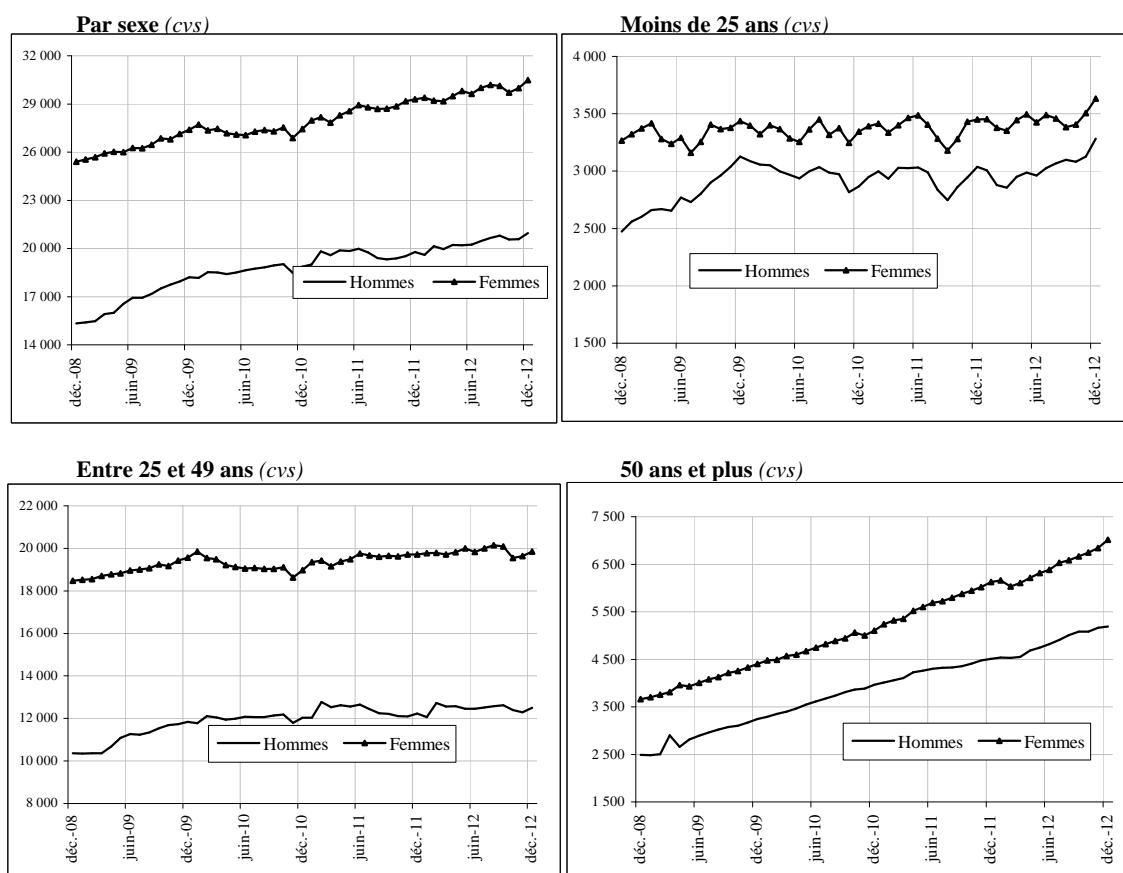 Par sexe (cvs)
32 000
29 000
26 000
23 000
20 000
17 000
14 000
Hommes
Femmes
déc.-08
juin-09
déc.-09
juin-10
déc.-10
juin-11
déc.-11
juin-12
déc.-12
Moins de 25 ans (cvs)
4 000
3 500
3 000
2 500
2 000
1 500
Hommes
Femmes
déc.-08
juin-09
déc.-09
juin-10
déc.-10
juin-11
déc.-11
juin-12
déc.-12
Entre 25 et 49 ans (cvs)
22 000
20 000
18 000
16 000
14 000
12 000
10 000
8 000
Hommes
Femmes
déc.-08
juin-09
déc.-09
juin-10
déc.-10
juin-11
déc.-11
juin-12
déc.-12
50 ans et plus (cvs)
7 500
6 500
5 500
4 500
3 500
2 500
1 500
Hommes
Femmes
déc.-08
juin-09
déc.-09
juin-10
déc.-10
juin-11
déc.-11
juin-12
déc.-12